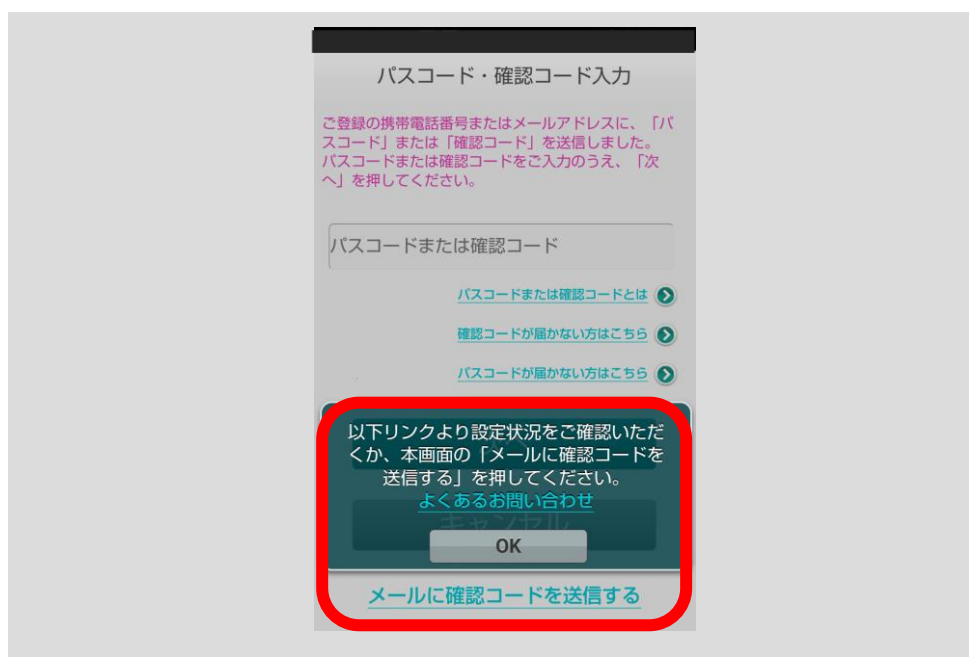 パスコード・確認コード入力
ご登録の携帯電話番号またはメールアドレスに、「パ
スコード」または「確認コード」を送信しました。
パスコードまたは確認コードをご入力のうえ、「次
へ」を押してください。
パスコードまたは確認コード
パスコードまたは確認コードとは
確認コードが届かない方はこちら
パスコードが届かない方はこちら
以下リンクより設定状況をご確認いただ
くか、本画面の「メールに確認コードを
送信する」を押してください。
よくあるお問い合わせ
キャンセル
OK
メールに確認コードを送信する